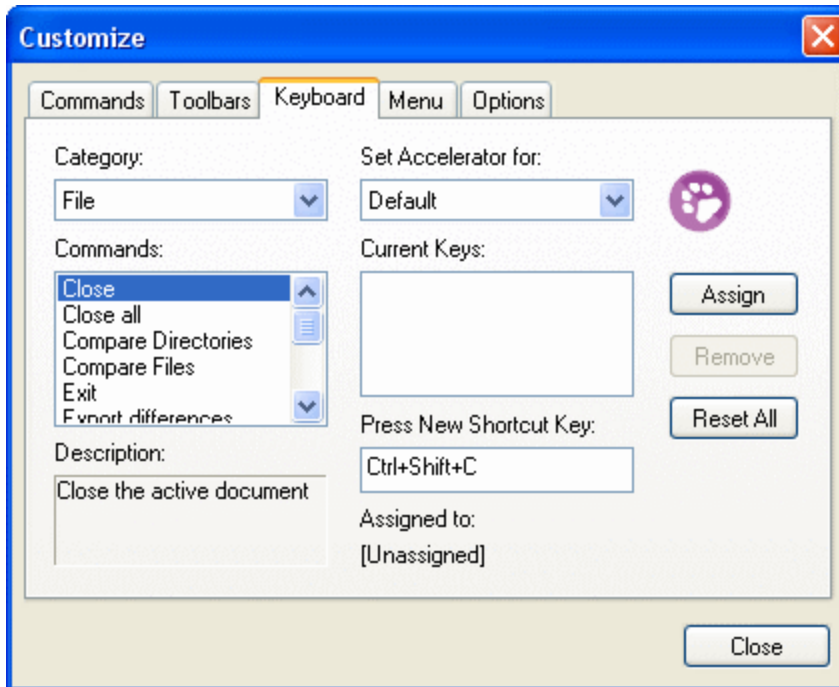 Customize
Commands Toolbars Keyboard Menu Options
Category:
File
Commands:
Close
Close all
Compare Directories
Compare Files
Exit
Export differences
Description:
Close the active document
Set Accelerator for:
Default
Current Keys:
Press New Shortcut Key:
Ctrl+Shift+C
Assigned to:
[Unassigned]
Assign
Remove
Reset All
Close